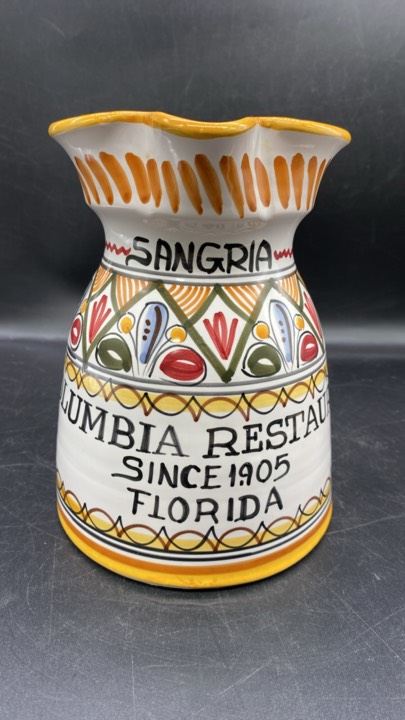 SANGRIA
LUMBIA RESTAU
SINCE 1905
FLORIDA